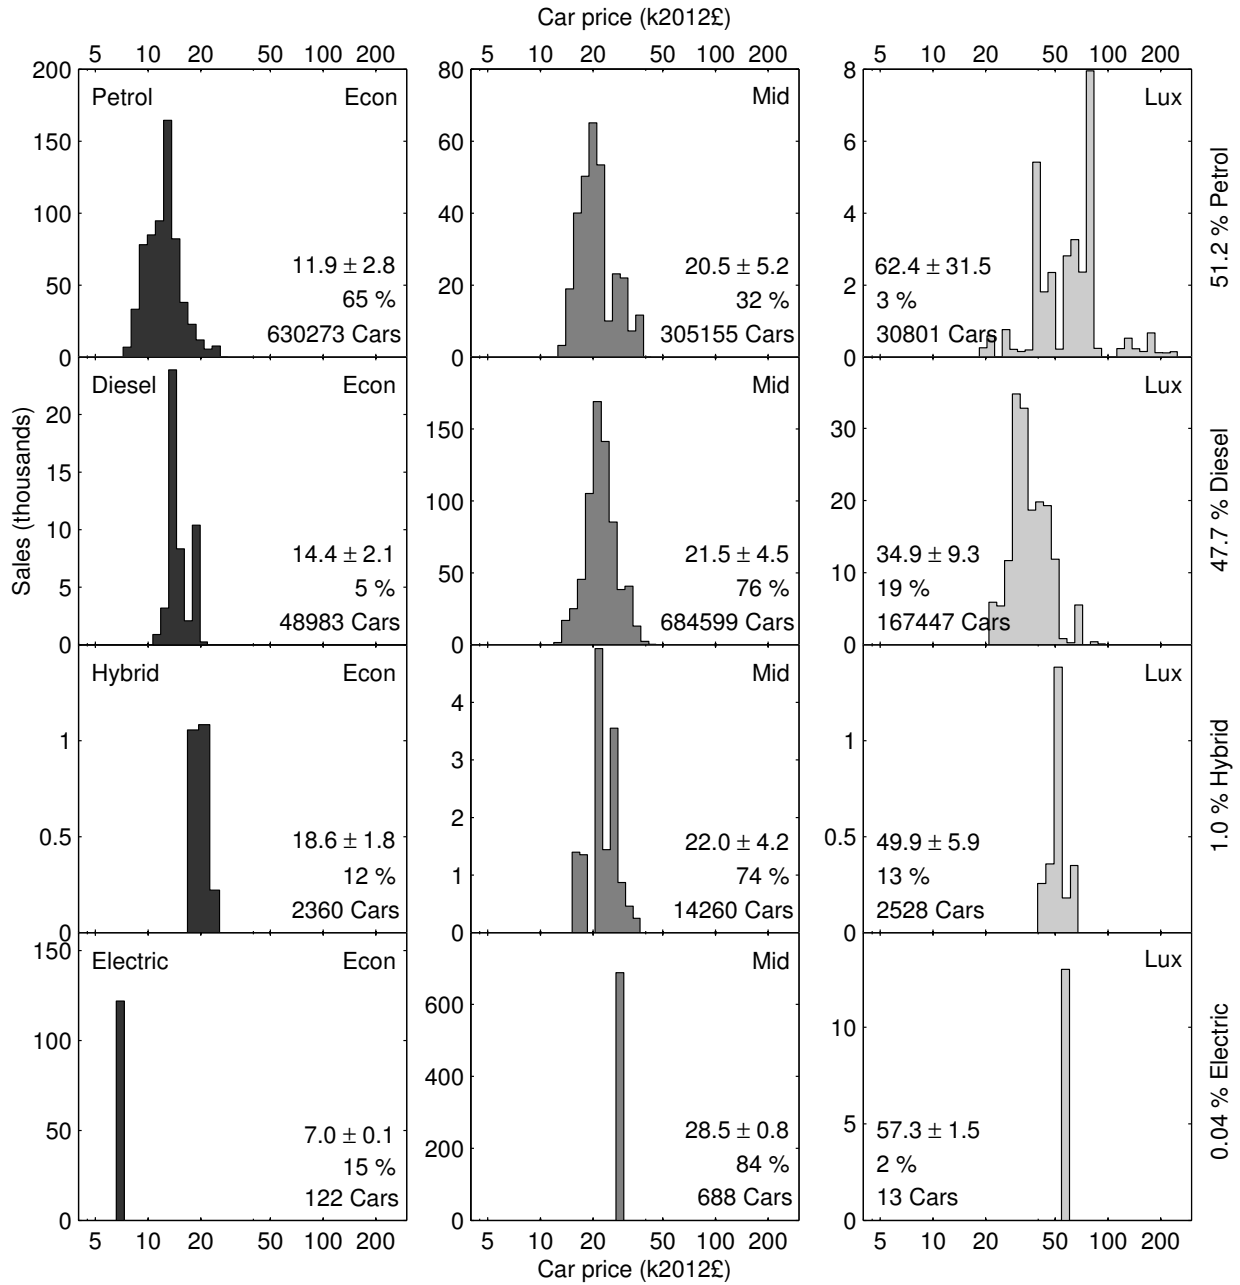 Car price (k2012£)
5 10 20 50 100 200 5 10 20 50 100 200 5 10 20 50 100 200
200
150
100
50
0
Petrol Econ
11.9 ± 2.8
65 %
630273 Cars
80
60
40
20
0
Mid
20.5 ± 5.2
32 %
305155 Cars
8
6
4
2
0
Lux
62.4 ± 31.5
3 %
30801 Cars
51.2 % Petrol
Sales (thousands)
20
15
10
5
0
Diesel Econ
14.4 ± 2.1
5 %
48983 Cars
150
100
50
0
Mid
21.5 ± 4.5
76 %
684599 Cars
30
20
10
0
Lux
34.9 ± 9.3
19 %
167447 Cars
47.7 % Diesel
1
0.5
0
Hybrid Econ
18.6 ± 1.8
12 %
2360 Cars
4
3
2
1
0
Mid
22.0 ± 4.2
74 %
14260 Cars
1
0.5
0
Lux
49.9 ± 5.9
13 %
2528 Cars
1.0 % Hybrid
150
100
50
0
Electric Econ
7.0 ± 0.1
15 %
122 Cars
600
400
200
0
Mid
28.5 ± 0.8
84 %
688 Cars
10
5
0
Lux
57.3 ± 1.5
2 %
13 Cars
0.04 % Electric
5 10 20 50 100 200 5 10 20 50 100 200 5 10 20 50 100 200
Car price (k2012£)